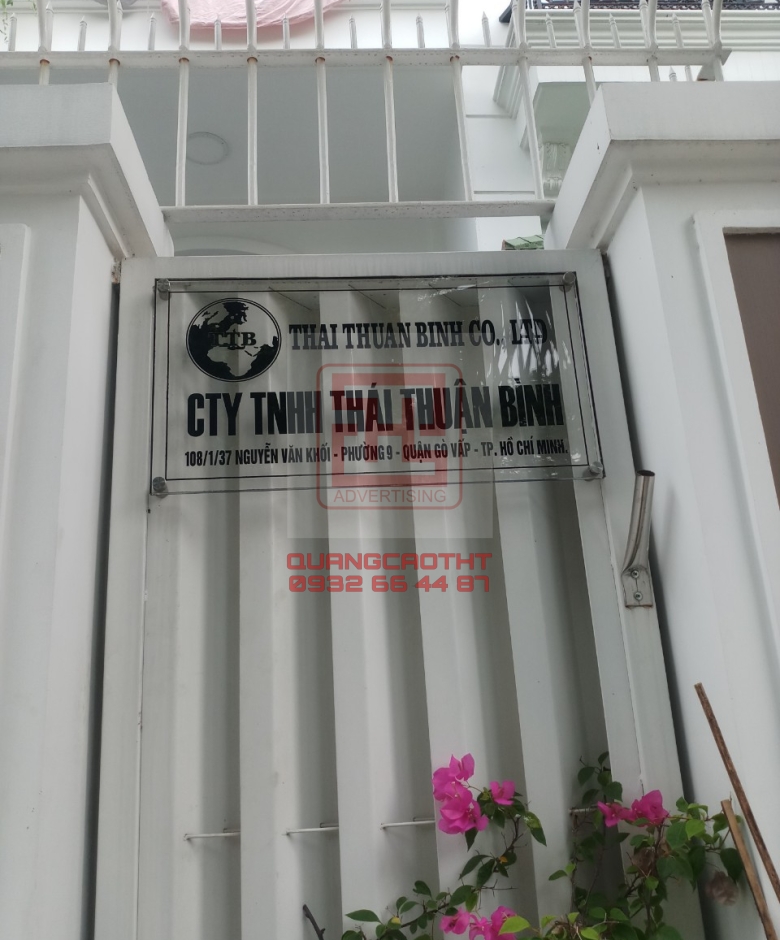 TTB
THAI THUAN BINH CO., LTD
CTY TNHH THÁI THUẬN BÌNH
108/1/37 NGUYỄN VĂN KHỐI - PHƯỜNG 9 - QUẬN GÒ VẤP - TP. HỒ CHÍ MINH.
ADVERTISING
QUANGCAOTHT
0932 66 44 87